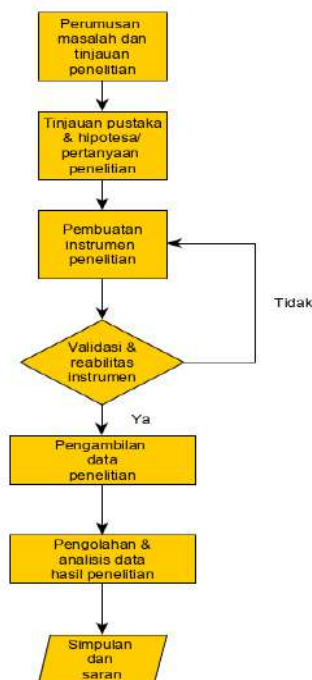 Perumusan
masalah dan
tinjauan
penelitian
Tinjauan pustaka
& hipotesa/
pertanyaan
penelitian
Pembuatan
instrumen
penelitian
Tidak
Validasi &
reabilitas
instrumen
Ya
Pengambilan
data
penelitian
Pengolahan &
analisis data
hasil penelitian
Simpulan
dan
saran